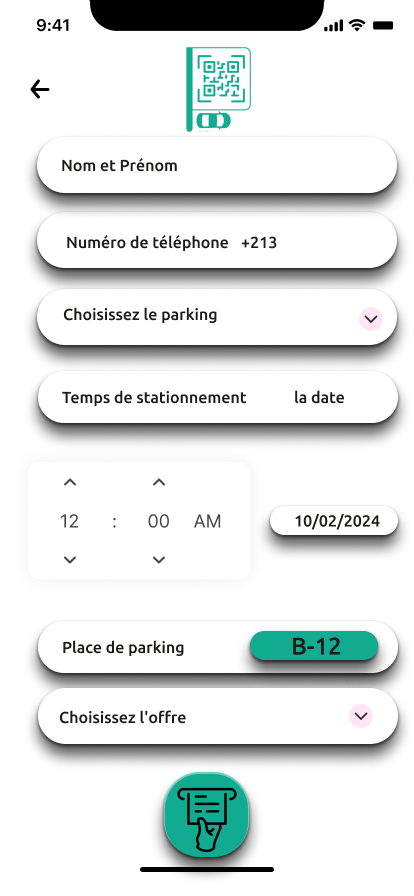 9:41
Nom et Prénom
Numéro de téléphone +213
Choisissez le parking
Temps de stationnement la date
12 : 00 AM
10/02/2024
Place de parking B-12
Choisissez l'offre